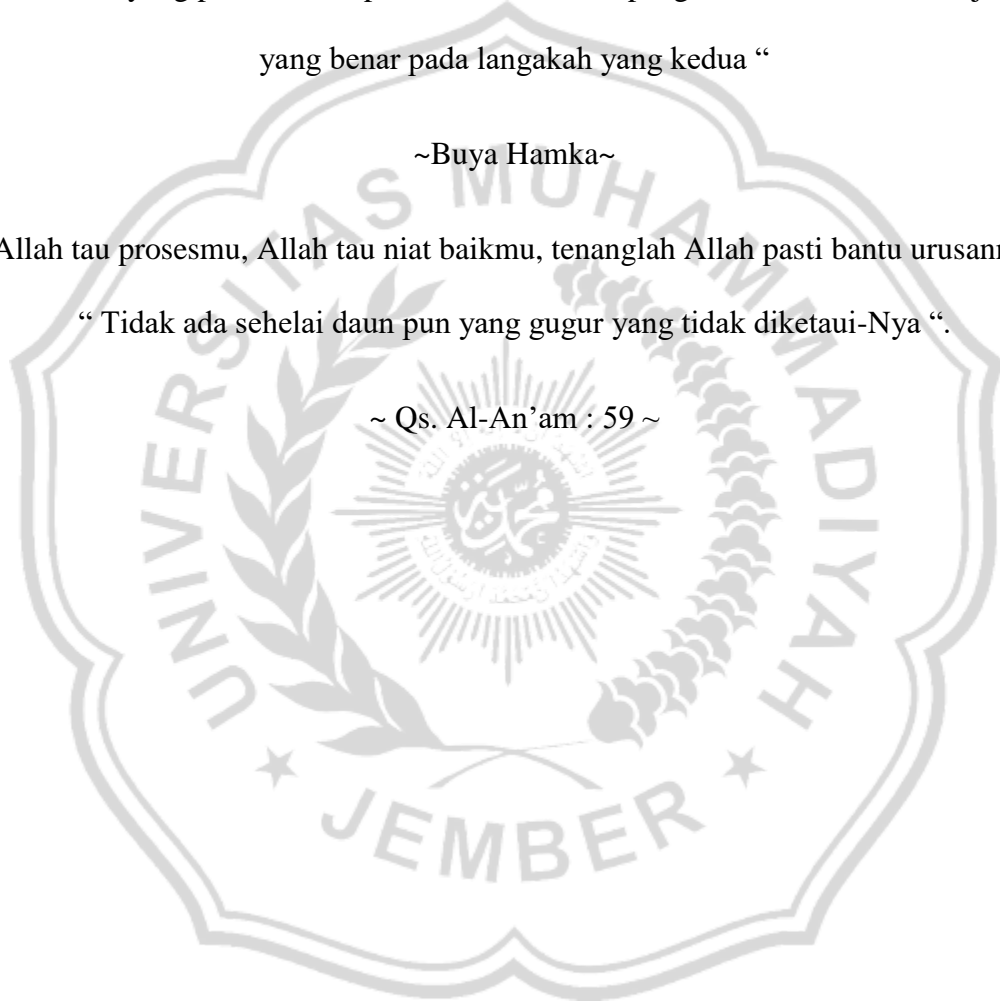 yang benar pada langakah yang kedua “
~Buya Hamka~
Allah tau prosesmu, Allah tau niat baikmu, tenanglah Allah pasti bantu
“ Tidak ada sehelai daun pun yang gugur yang tidak diketaui-Nya “.
~ Qs. Al-An’am : 59 ~
UNIVERSITAS MUHAMMADIYAH
JEMBER